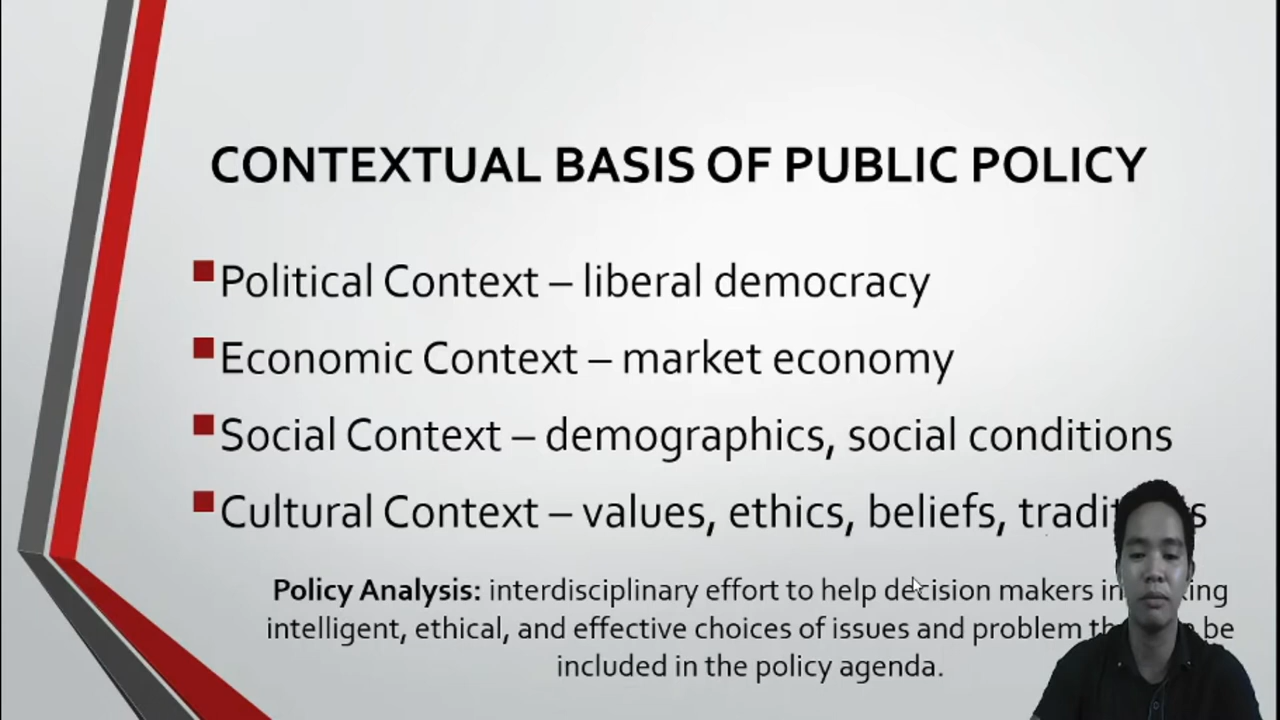 CONTEXTUAL BASIS OF PUBLIC POLICY
Political Context – liberal democracy
Economic Context – market economy
Social Context – demographics, social conditions
Cultural Context – values, ethics, beliefs,
Policy Analysis: interdisciplinary effort to help decision makers
intelligent, ethical, and effective choices of issues and problem be
included in the policy agenda.